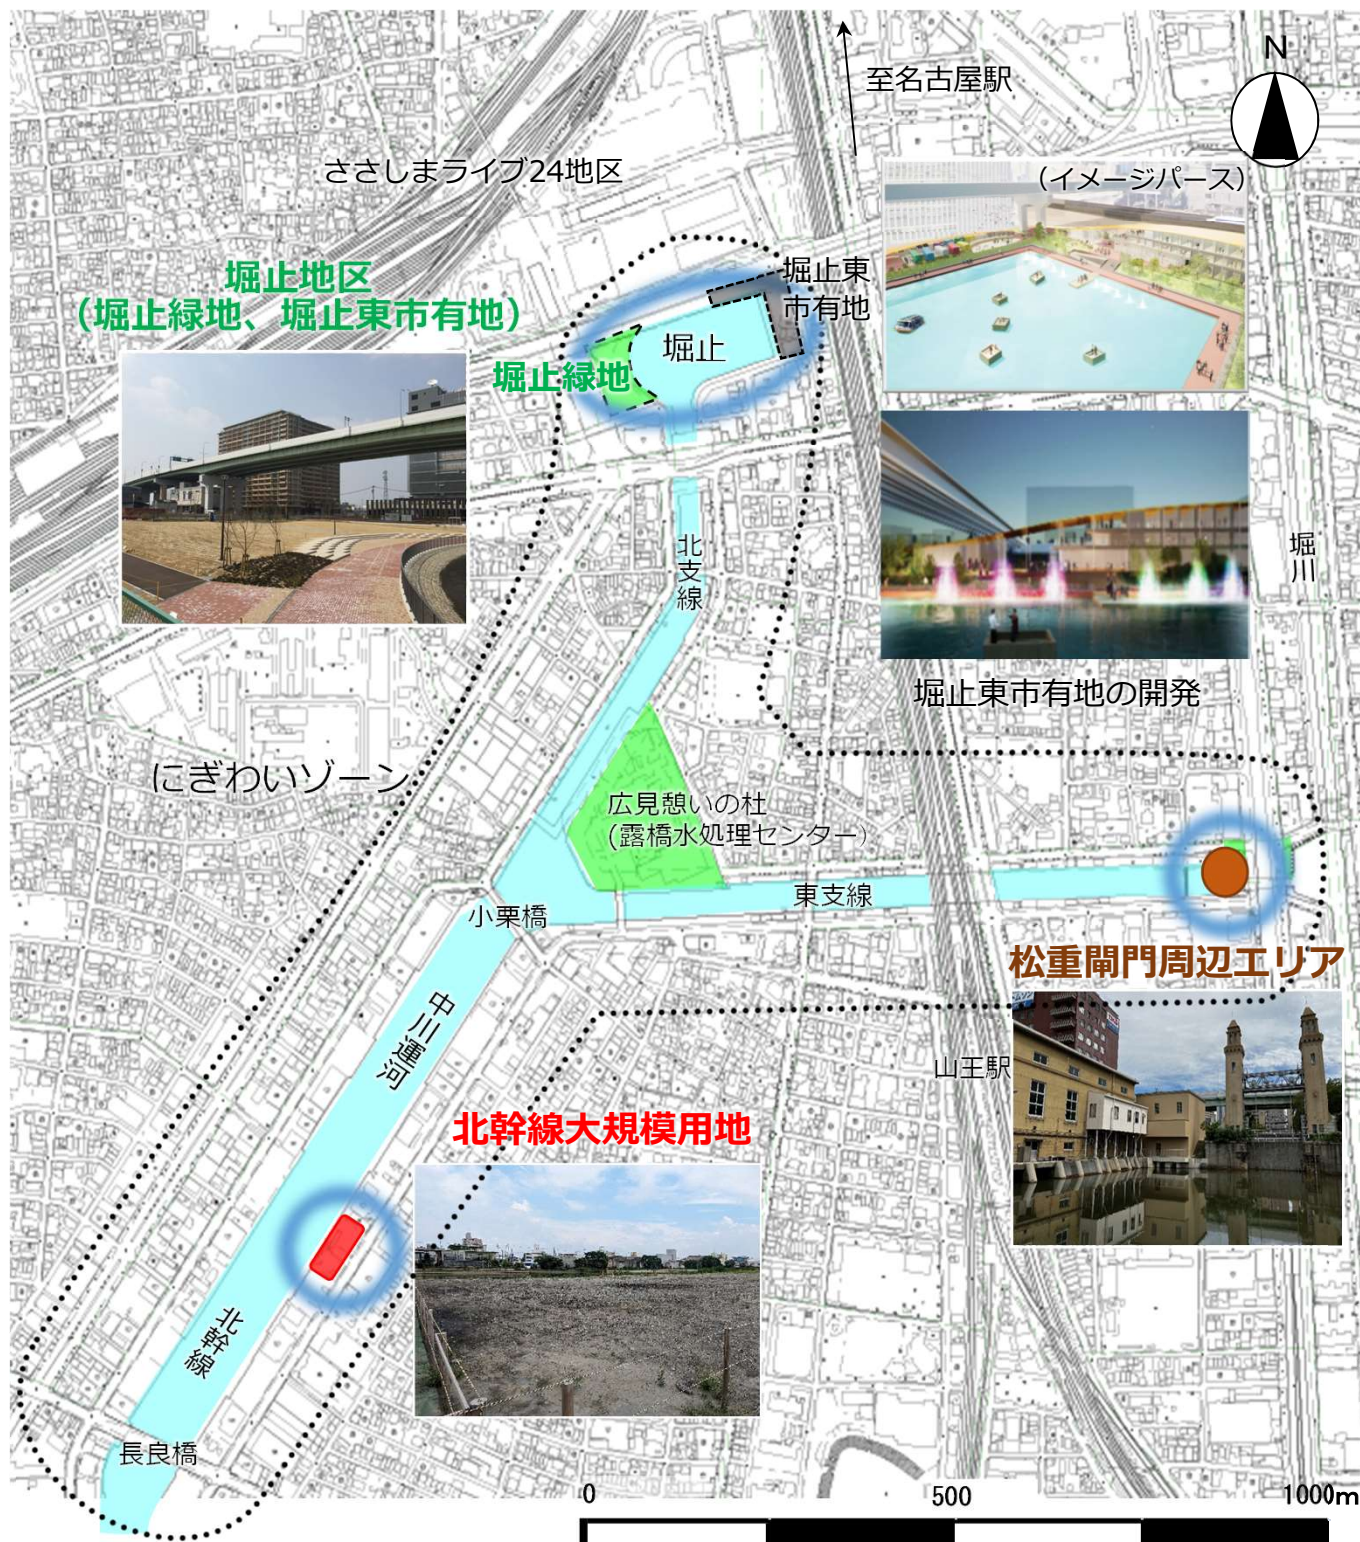 N
至名古屋駅
ささしまライブ24地区
(イメージパース)
堀止地区
(堀止緑地、堀止東市有地)
堀止東
市有地
堀止
堀止緑地
北支線
堀川
堀止東市有地の開発
にぎわいゾーン
広見憩いの杜
(露橋水処理センター)
東支線
小栗橋
松重閘門周辺エリア
中川運河
山王駅
北幹線大規模用地
北幹線
長良橋
0 500 1000m